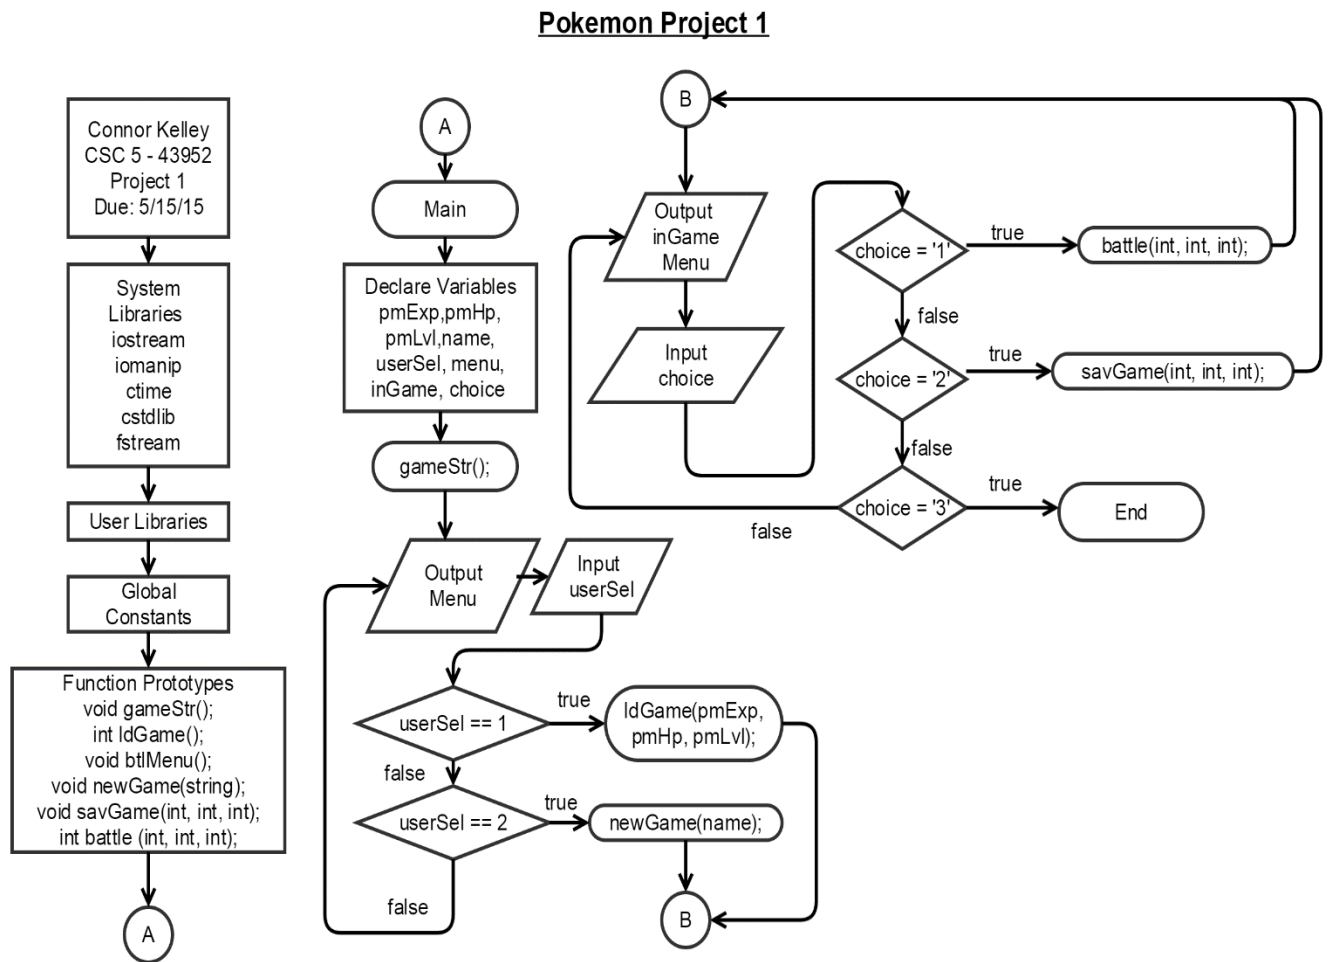 Pokemon Project 1
Connor Kelley
CSC 5 - 43952
Project 1
Due: 5/15/15
System
Libraries
iostream
iomanip
ctime
cstdlib
fstream
User Libraries
Global
Constants
Function Prototypes
void gameStr();
int ldGame();
void btlMenu();
void newGame(string);
void savGame(int, int, int);
int battle (int, int, int);
A
A
Main
Declare Variables
pmExp,pmHp,
pmLvl,name,
userSel, menu,
inGame, choice
gameStr();
Output
Menu
Input
userSel
userSel == 1
true
ldGame(pmExp,
pmHp, pmLvl);
false
userSel == 2
true
newGame(name);
false
B
B
Output
inGame
Menu
Input
choice
choice = '1'
true
battle(int, int, int);
false
choice = '2'
true
savGame(int, int, int);
false
choice = '3'
true
End
false